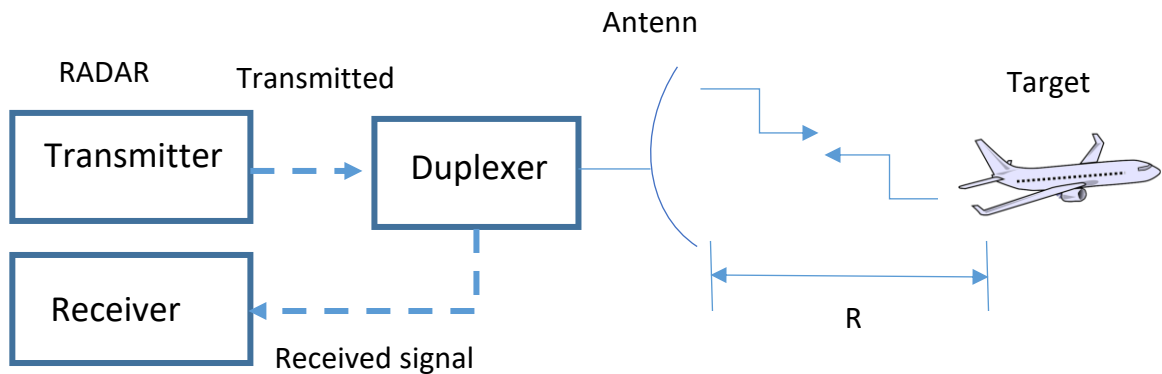 Antenn
RADAR
Transmitted
Target
Transmitter
Duplexer
Receiver
R
Received signal